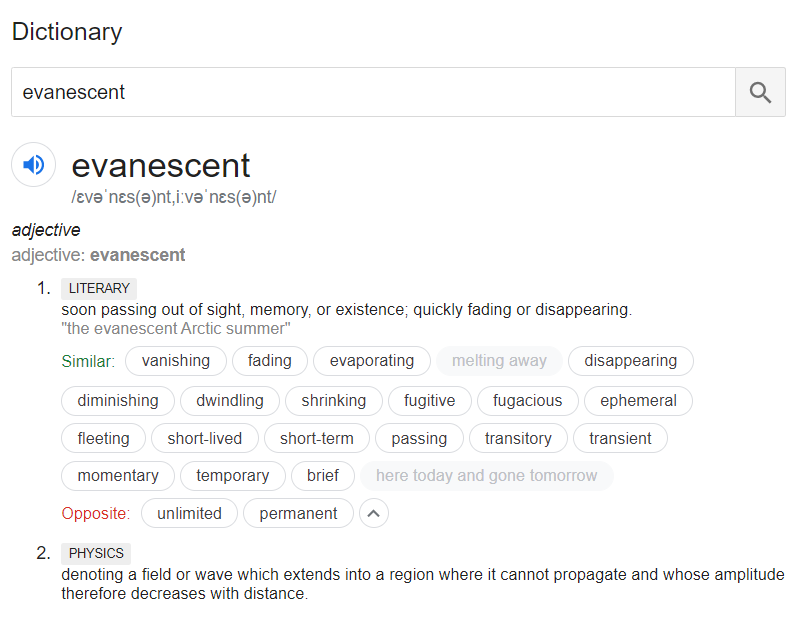 Dictionary
evanescent
evanescent
/ɛvəˈnɛs(ə)nt,iːvəˈnɛs(ə)nt/
adjective
adjective: evanescent
1. LITERARY
soon passing out of sight, memory, or existence; quickly fading or disappearing.
"the evanescent Arctic summer"
Similar: vanishing fading evaporating melting away disappearing
diminishing dwindling shrinking fugitive fugacious ephemeral
fleeting short-lived short-term passing transitory transient
momentary temporary brief here today and gone tomorrow
Opposite: unlimited permanent
2. PHYSICS
denoting a field or wave which extends into a region where it cannot propagate and whose amplitude
therefore decreases with distance.